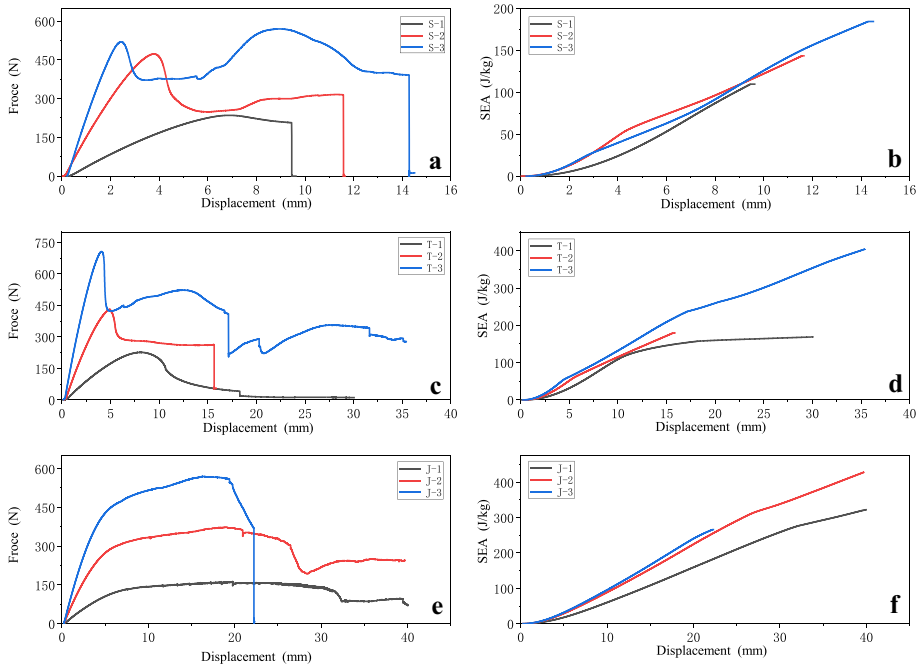 Froce (N)
600
450
300
150
0
S-1
S-2
S-3
a
0 2 4 6 8 10 12 14 16
Displacement (mm)
SEA (J/kg)
200
150
100
50
0
S-1
S-2
S-3
b
0 2 4 6 8 10 12 14 16
Displacement (mm)
Froce (N)
750
600
450
300
150
0
T-1
T-2
T-3
c
0 5 10 15 20 25 30 35 40
Displacement (mm)
SEA (J/kg)
400
300
200
100
0
T-1
T-2
T-3
d
0 5 10 15 20 25 30 35 40
Displacement (mm)
Froce (N)
600
450
300
150
0
J-1
J-2
J-3
e
0 10 20 30 40
Displacement (mm)
SEA (J/kg)
400
300
200
100
0
J-1
J-2
J-3
f
0 10 20 30 40
Displacement (mm)